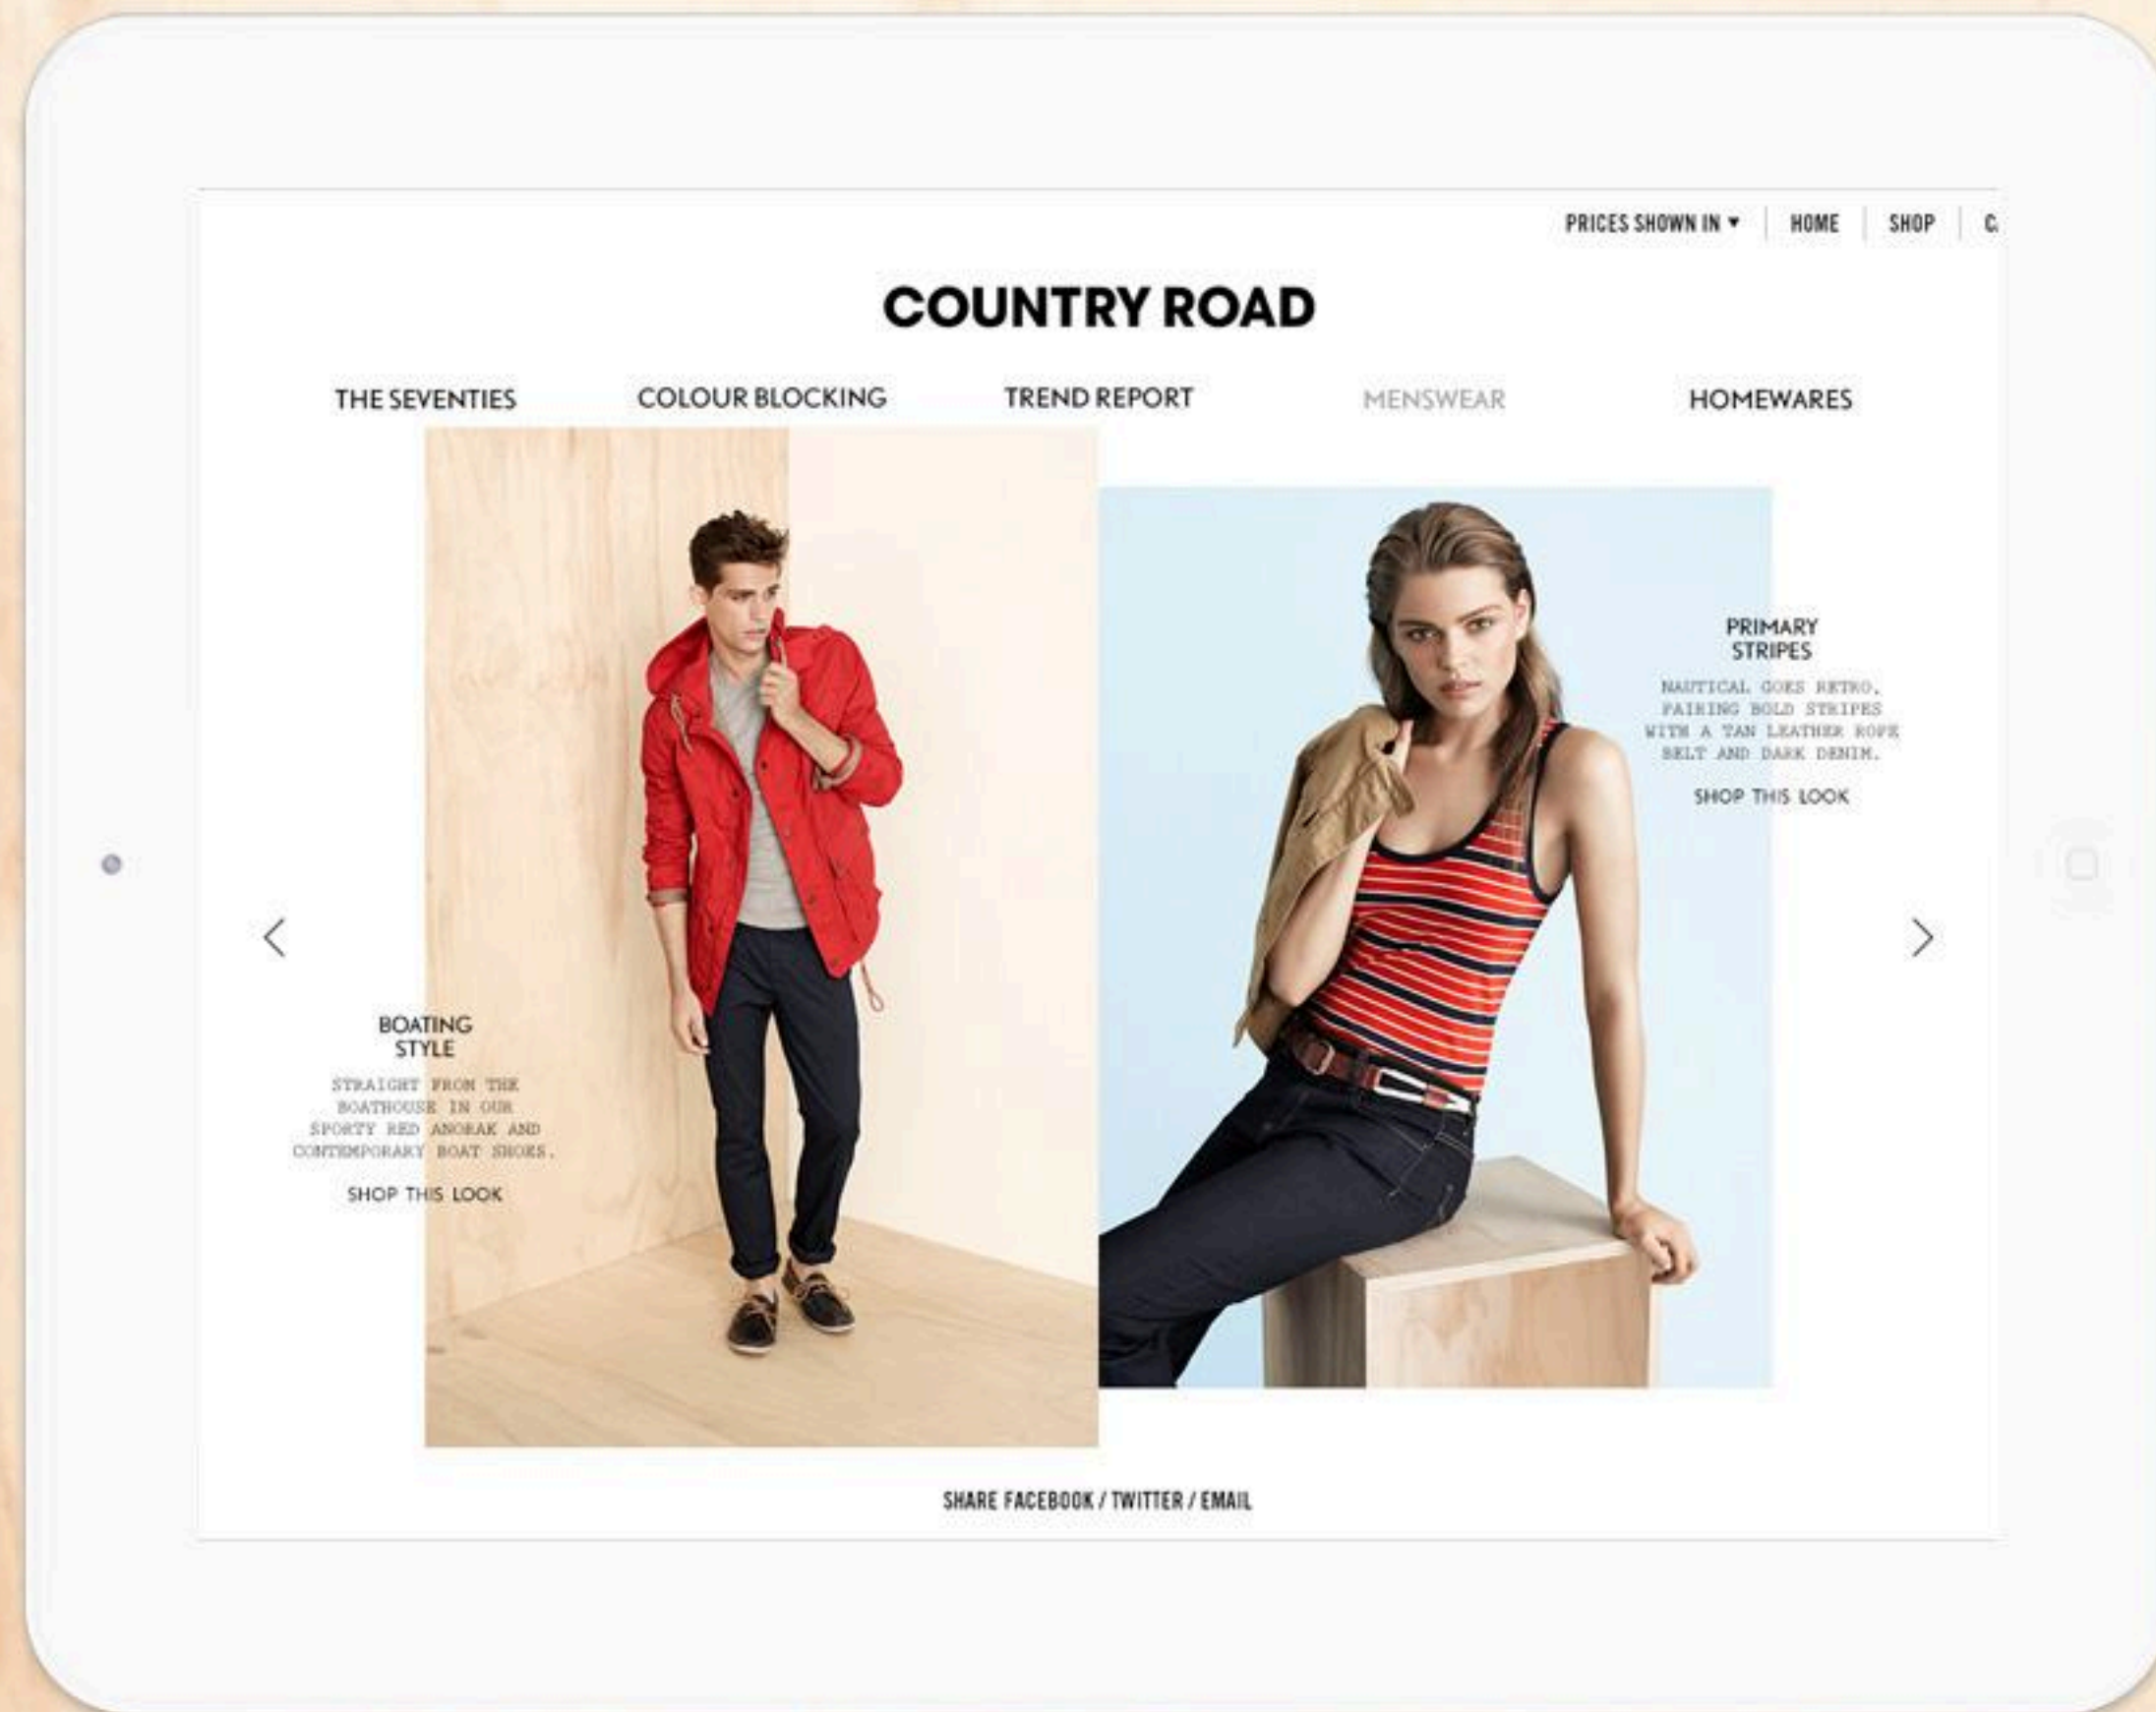 PRICES SHOWN IN ▼ HOME SHOP
COUNTRY ROAD
THE SEVENTIES COLOUR BLOCKING TREND REPORT MENSWEAR HOMEWARES
PRIMARY
STRIPES
NAUTICAL GOES RETRO,
PAIRING BOLD STRIPES
WITH A TAN LEATHER ROPE
BELT AND DARK DENIM.
SHOP THIS LOOK
BOATING
STYLE
STRAIGHT FROM THE
BOATHOUSE IN OUR
SPORTY RED ANORAK AND
CONTEMPORARY BOAT SHOES.
SHOP THIS LOOK
SHARE FACEBOOK / TWITTER / EMAIL